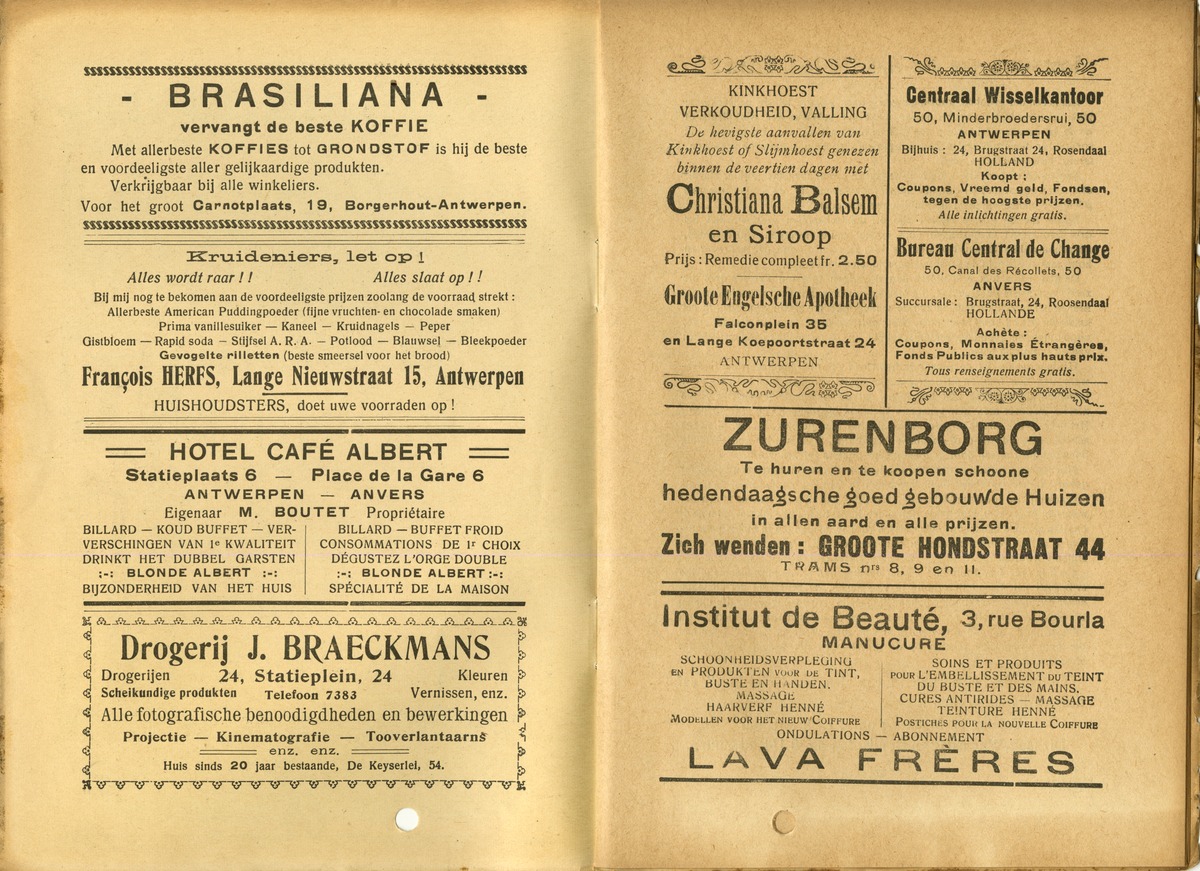 - BRASILIANA -
vervangt de beste KOFFIE
Met allerbeste KOFFIES tot GRONDSTOF is hij de beste
en voordeeligste aller gelijkaardige produkten.
Verkrijgbaar bij alle winkeliers.
Voor het groot Carnotplaats, 19, Borgerhout-Antwerpen.
Kruideniers, let op !
Alles wordt raar ! ! Alles slaat op ! !
Bij mij nog te bekomen aan de voordeeligste prijzen zoolang de voorraad strekt :
Allerbeste American Puddingpoeder (fijne vruchten- en chocolade smaken)
Prima vanillesuiker — Kaneel — Kruidnagels — Peper
Gistbloem — Rapid soda — Stijfsel A. R. A. — Potlood — Blauwsel — Bleekpoeder
Gevogelte rilletten (beste smeersel voor het brood)
François HERFS, Lange Nieuwstraat 15, Antwerpen
HUISHOUDSTERS, doet uwe voorraden op !
HOTEL CAFÉ ALBERT
Statieplaats 6 — Place de la Gare 6
ANTWERPEN — ANVERS
Eigenaar M. BOUTET Propriétaire
BILLARD — KOUD BUFFET — VER-
VERSCHINGEN VAN 1e KWALITEIT
DRINKT HET DUBBEL GARSTEN
:-: BLONDE ALBERT :-:
BIJZONDERHEID VAN HET HUIS
BILLARD — BUFFET FROID
CONSOMMATIONS DE 1r CHOIX
DÉGUSTEZ L'ORGE DOUBLE
:-: BLONDE ALBERT :-:
SPÉCIALITÉ DE LA MAISON
Drogerij J. BRAECKMANS
Drogerijen 24, Statieplein, 24 Kleuren
Scheikundige produkten Telefoon 7383 Vernissen, enz.
Alle fotografische benoodigdheden en bewerkingen
Projectie — Kinematografie — Tooverlantaarns
enz. enz.
Huis sinds 20 jaar bestaande, De Keyserlei, 54.
KINKHOEST
VERKOUDHEID, VALLING
De hevigste aanvallen van
Kinkhoest of Slijmhoest genezen
binnen de veertien dagen met
Christiana Balsem
en Siroop
Prijs : Remedie compleet fr. 2.50
Groote Engelsche Apotheek
Falconplein 35
en Lange Koepoortstraat 24
ANTWERPEN
Centraal Wisselkantoor
50, Minderbroedersrui, 50
ANTWERPEN
Bijhuis : 24, Brugstraat 24, Rosendaal
HOLLAND
Koopt :
Coupons, Vreemd geld, Fondsen,
tegen de hoogste prijzen.
Alle inlichtingen gratis.
Bureau Central de Change
50, Canal des Récollets, 50
ANVERS
Succursale : Brugstraat, 24, Roosendaal
HOLLANDE
Achète :
Coupons, Monnaies Étrangères,
Fonds Publics aux plus hauts prix.
Tous renseignements gratis.
ZURENBORG
Te huren en te koopen schoone
hedendaagsche goed gebouwde Huizen
in allen aard en alle prijzen.
Zich wenden : GROOTE HONDSTRAAT 44
TRAMS nrs 8, 9 en 11.
Institut de Beauté, 3, rue Bourla
MANUCURE
SCHOONHEIDSVERPLEGING
EN PRODUKTEN VOOR DE TINT,
BUSTE EN HANDEN.
MASSAGE
HAARVERF HENNÉ
MODELLEN VOOR HET NIEUW COIFFURE
SOINS ET PRODUITS
POUR L'EMBELLISSEMENT DU TEINT
DU BUSTE ET DES MAINS.
CURES ANTIRIDES — MASSAGE
TEINTURE HENNÉ
POSTICHES POUR LA NOUVELLE COIFFURE
ONDULATIONS — ABONNEMENT
LAVA FRÈRES